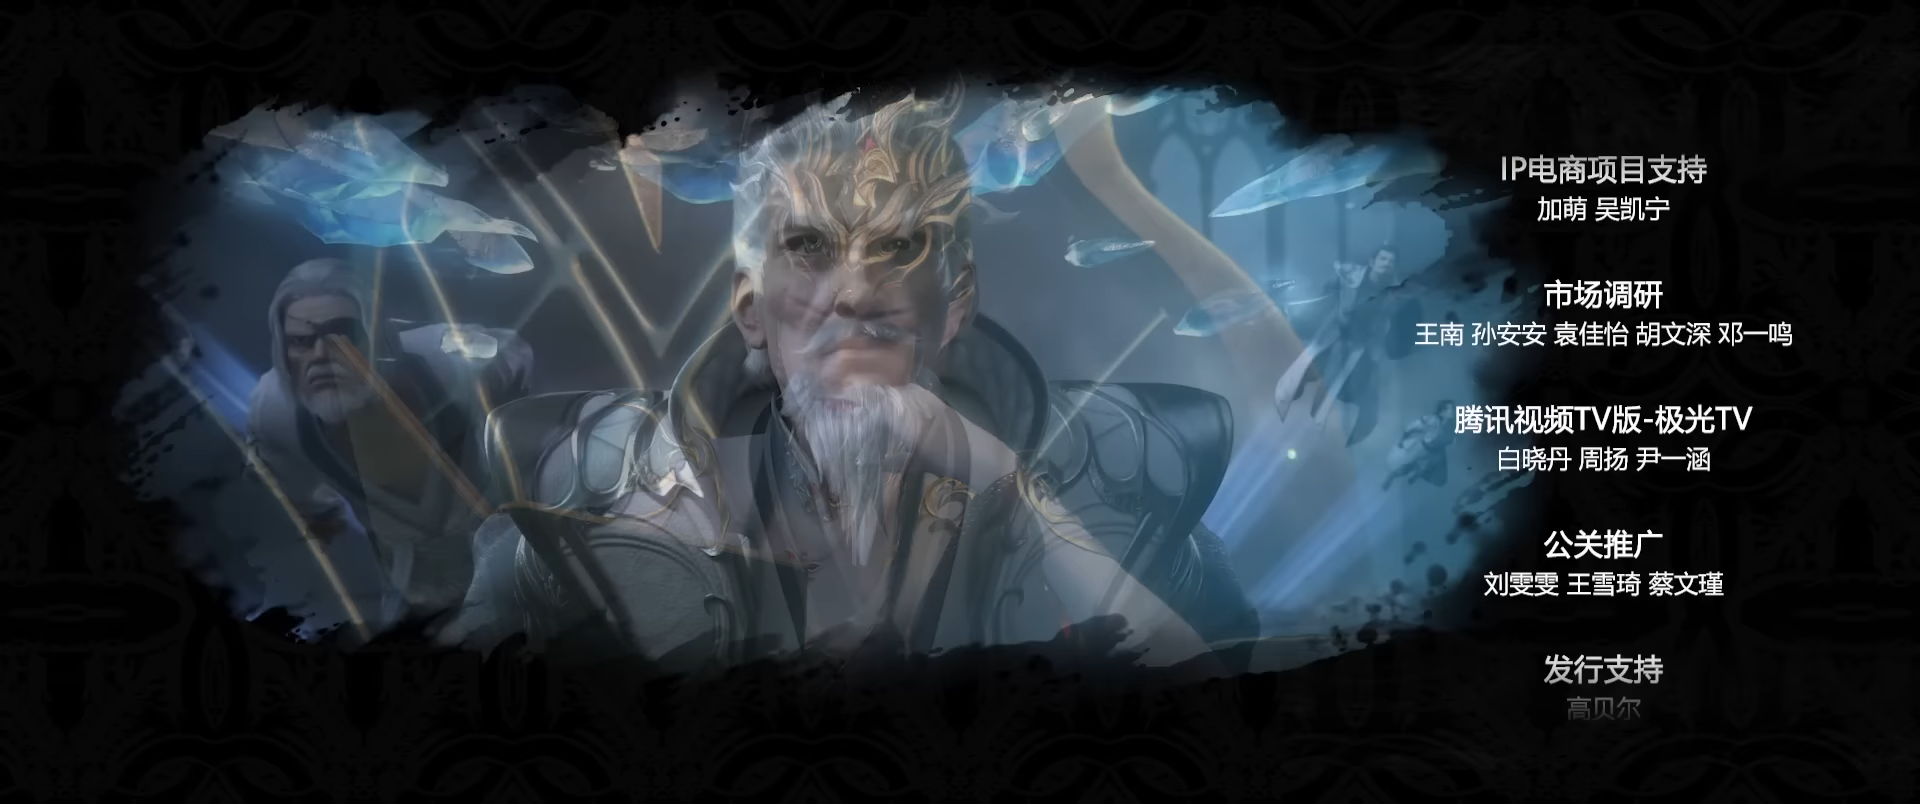 IP电商项目支持
加萌 吴凯宁
市场调研
王南 孙安安 袁佳怡 胡文深 邓一鸣
腾讯视频TV版-极光TV
白晓丹 周扬 尹一涵
公关推广
刘雯雯 王雪琦 蔡文瑾
发行支持
高贝尔